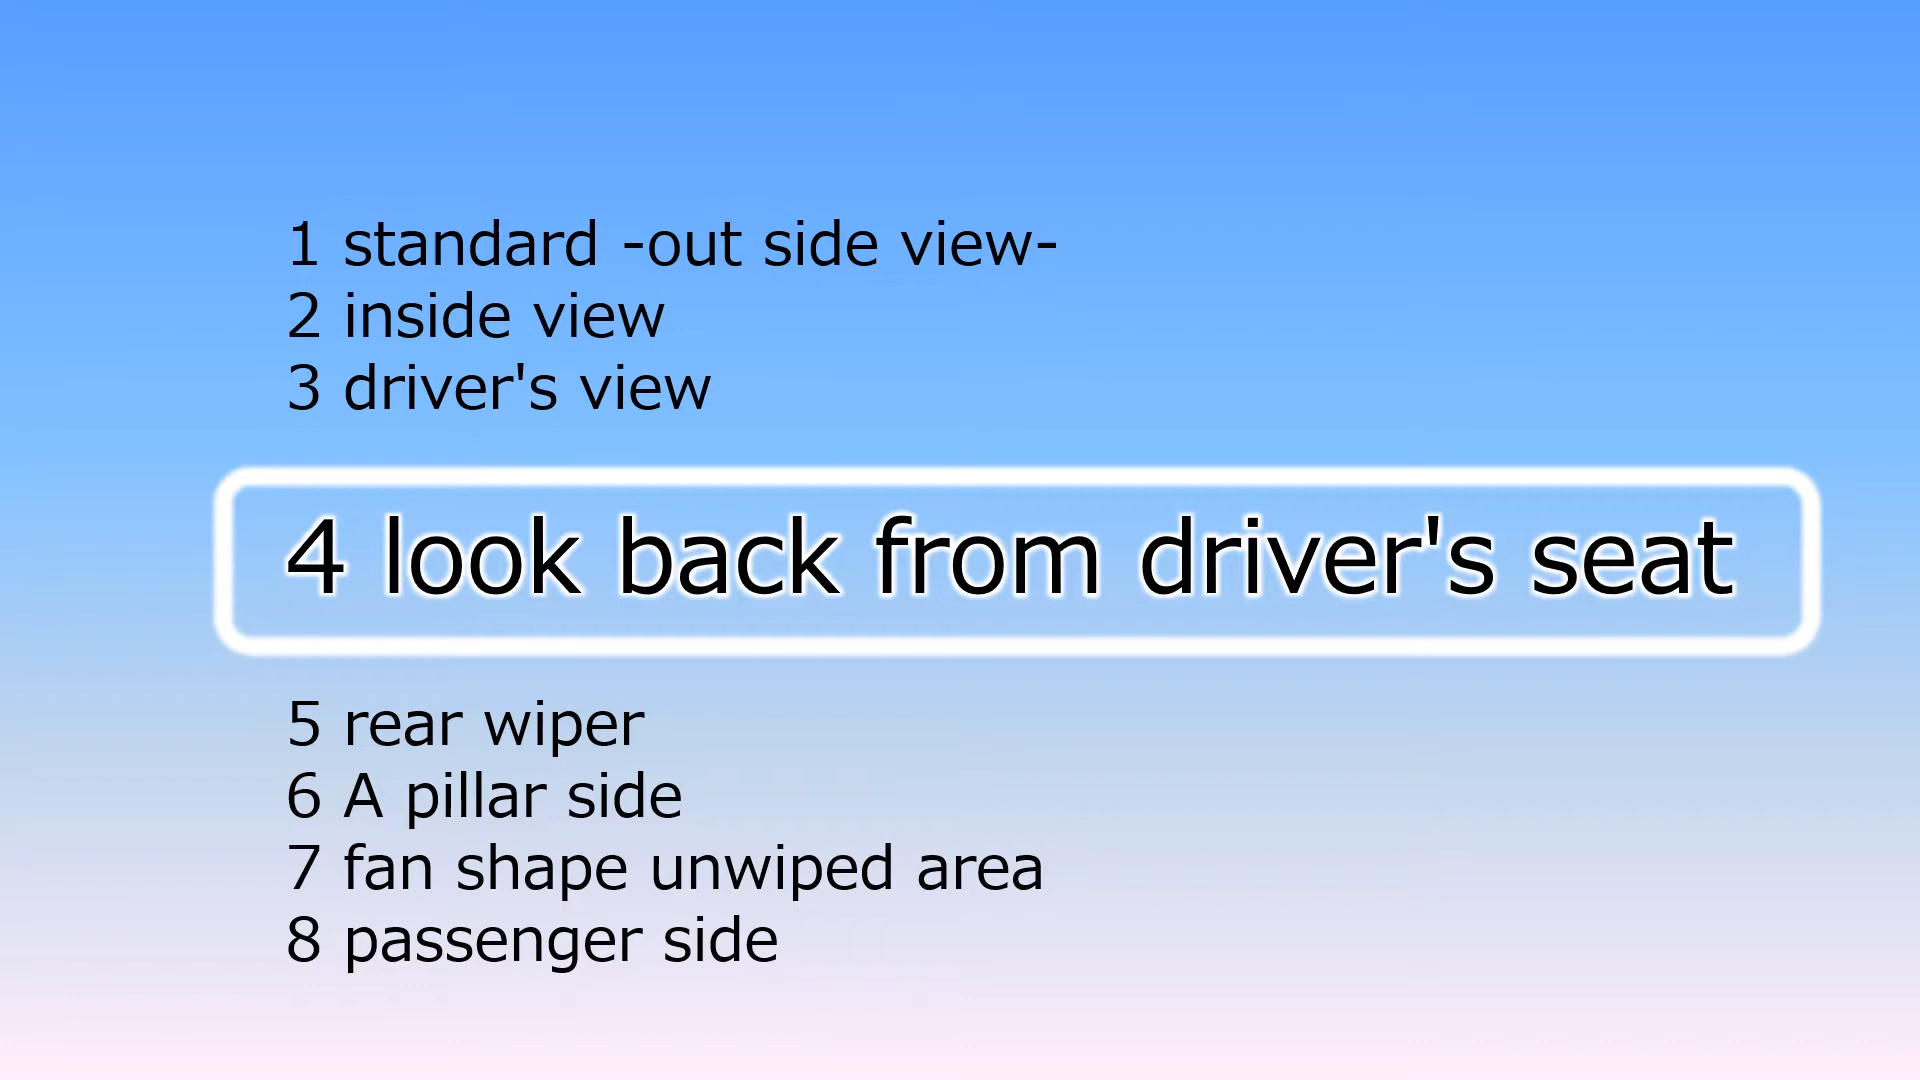 1 standard -out side view-
2 inside view
3 driver's view
4 look back from driver's seat
5 rear wiper
6 A pillar side
7 fan shape unwiped area
8 passenger side